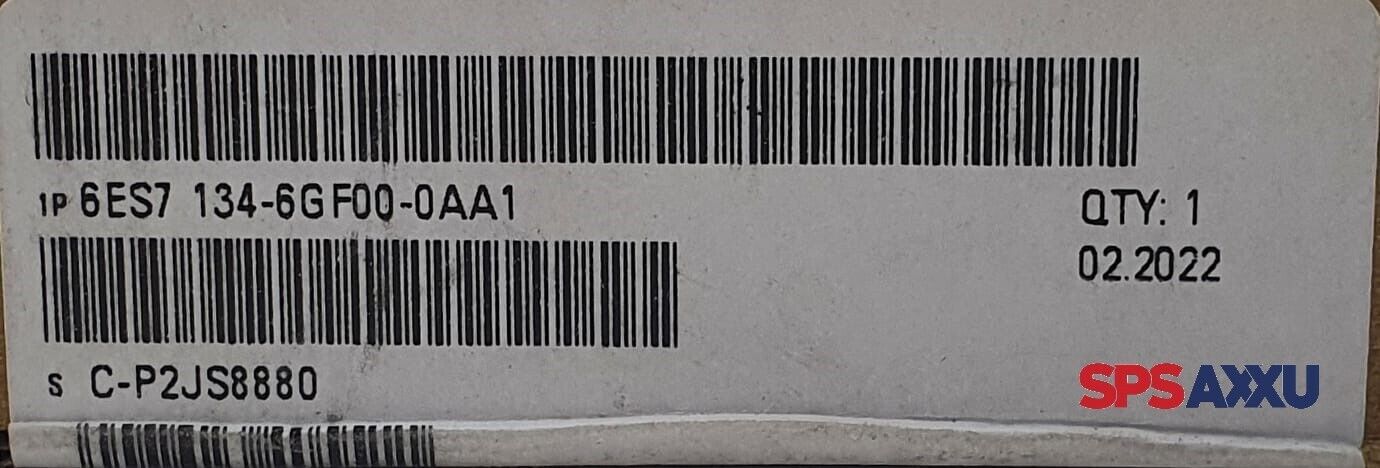 1P 6ES7 134-6GF00-0AA1
QTY: 1
02.2022
S C-P2JS8880
SPSAXXU